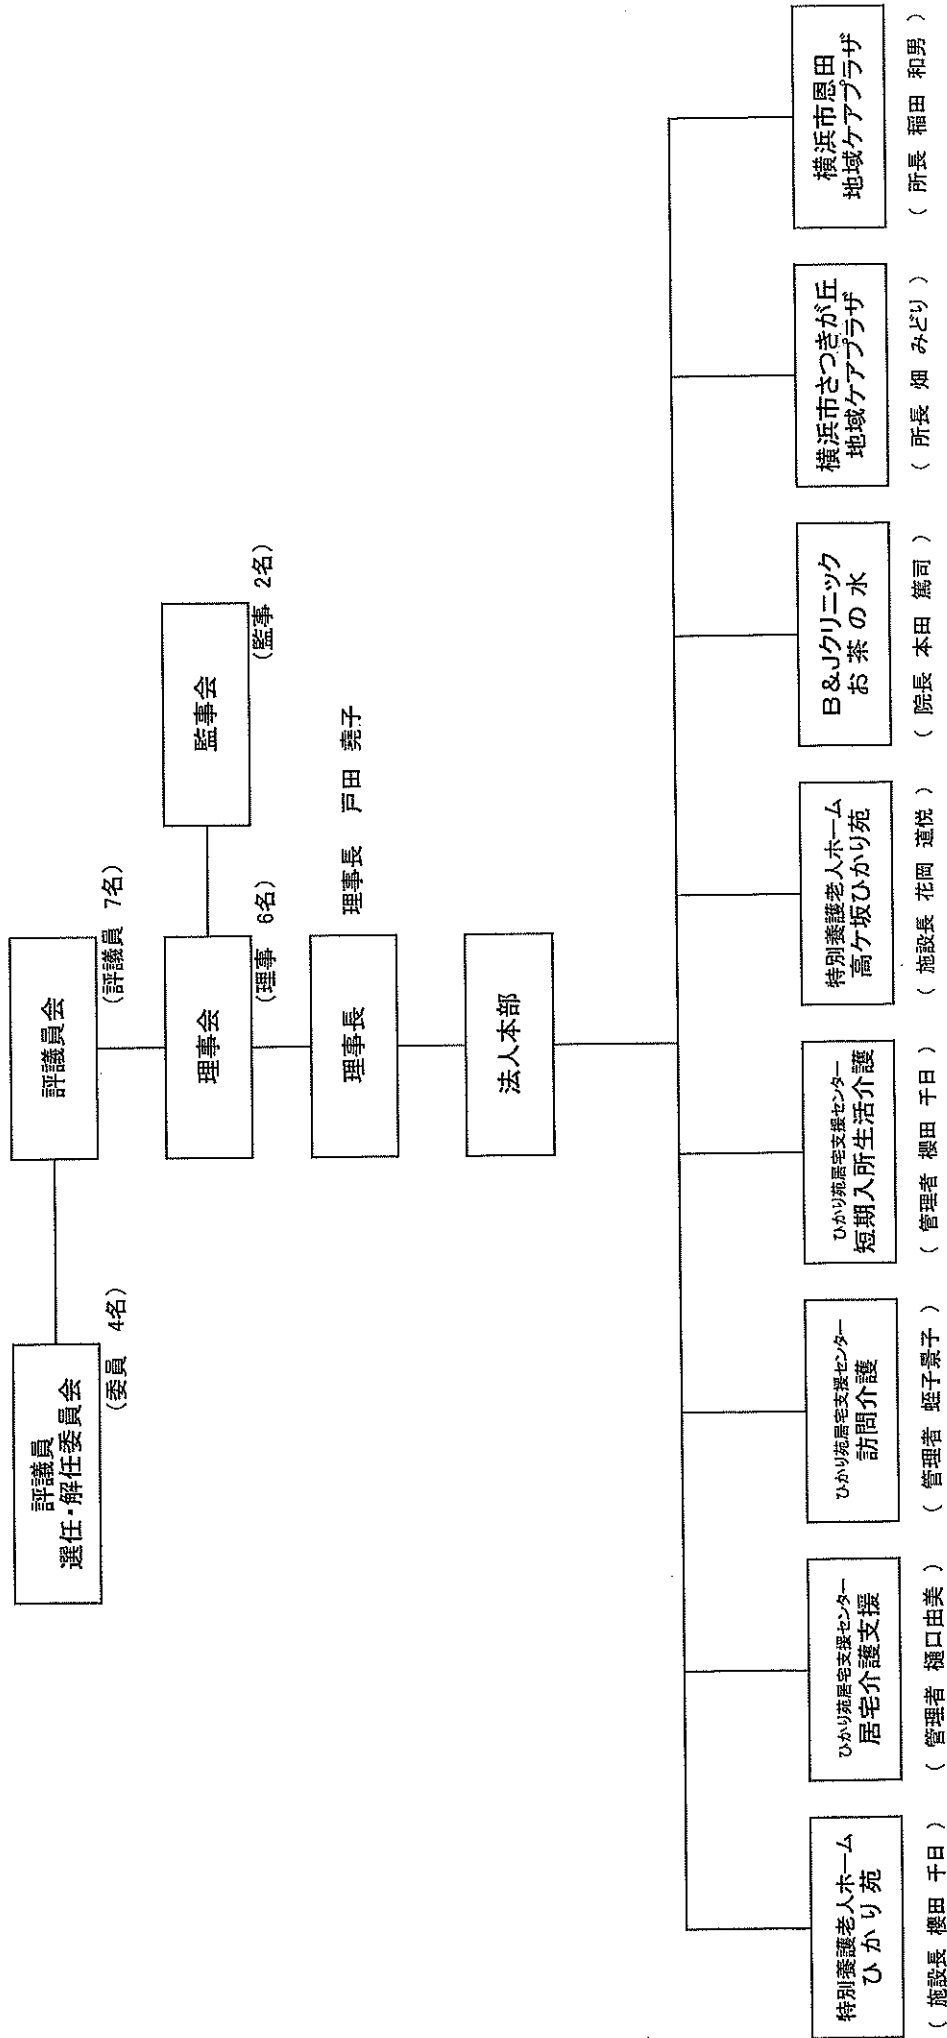 評議員
選任・解任委員会
(委員 4名)
評議員会
(評議員 7名)
理事会
(理事 6名)
監事会
(監事 2名)
理事長
理事長 戸田 堯子
法人本部
特別養護老人ホーム
ひ か り 苑
( 施設長 櫻田 千日 )
ひかり苑居宅支援センター
居宅介護支援
( 管理者 樋口由美 )
ひかり苑居宅支援センター
訪問介護
( 管理者 蛭子景子 )
ひかり苑居宅支援センター
短期入所生活介護
( 管理者 櫻田 千日 )
特別養護老人ホーム
高ケ坂ひかり苑
( 施設長 花岡 道悦 )
B&Jクリニック
お 茶 の 水
( 院長 本田 篤司 )
横浜市さつきが丘
地域ケアプラザ
( 所長 畑 みどり )
横浜市恩田
地域ケアプラザ
( 所長 稲田 和男 )